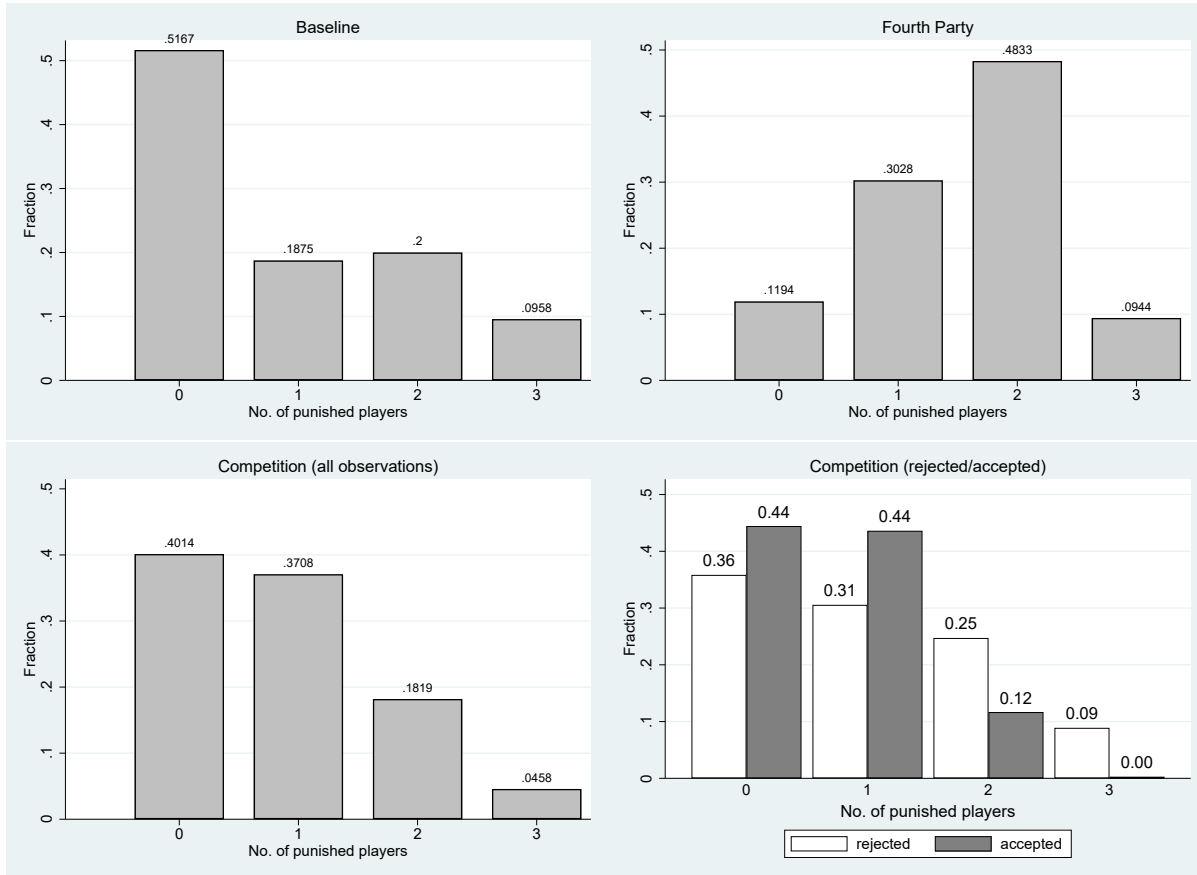 Baseline
.5167
.1875
.2
.0958
.5
.4
.3
.2
.1
0
Fraction
0 1 2 3
No. of punished players
Fourth Party
.1194
.3028
.4833
.0944
.5
.4
.3
.2
.1
0
Fraction
0 1 2 3
No. of punished players
Competition (all observations)
.4014
.3708
.1819
.0458
.5
.4
.3
.2
.1
0
Fraction
0 1 2 3
No. of punished players
Competition (rejected/accepted)
0.36 0.44
0.31 0.44
0.25 0.12
0.09 0.00
.5
.4
.3
.2
.1
0
Fraction
0 1 2 3
No. of punished players
rejected accepted